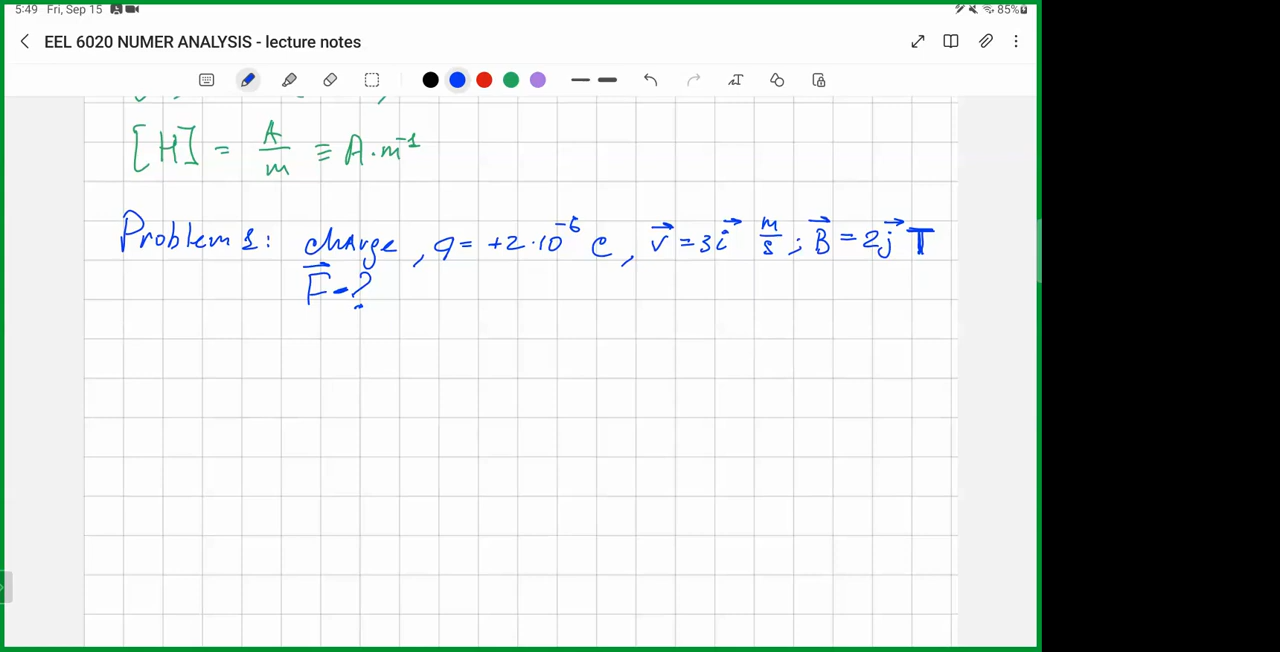 5:49 Fri, Sep 15 85%
EEL 6020 NUMER ANALYSIS - lecture notes
[H] = A/m ≡ A·m⁻¹
Problem 1: charge, q = +2·10⁻⁶ C, v⃗ = 3i⃗ m/s; B⃗ = 2j⃗ T
F⃗ - ?